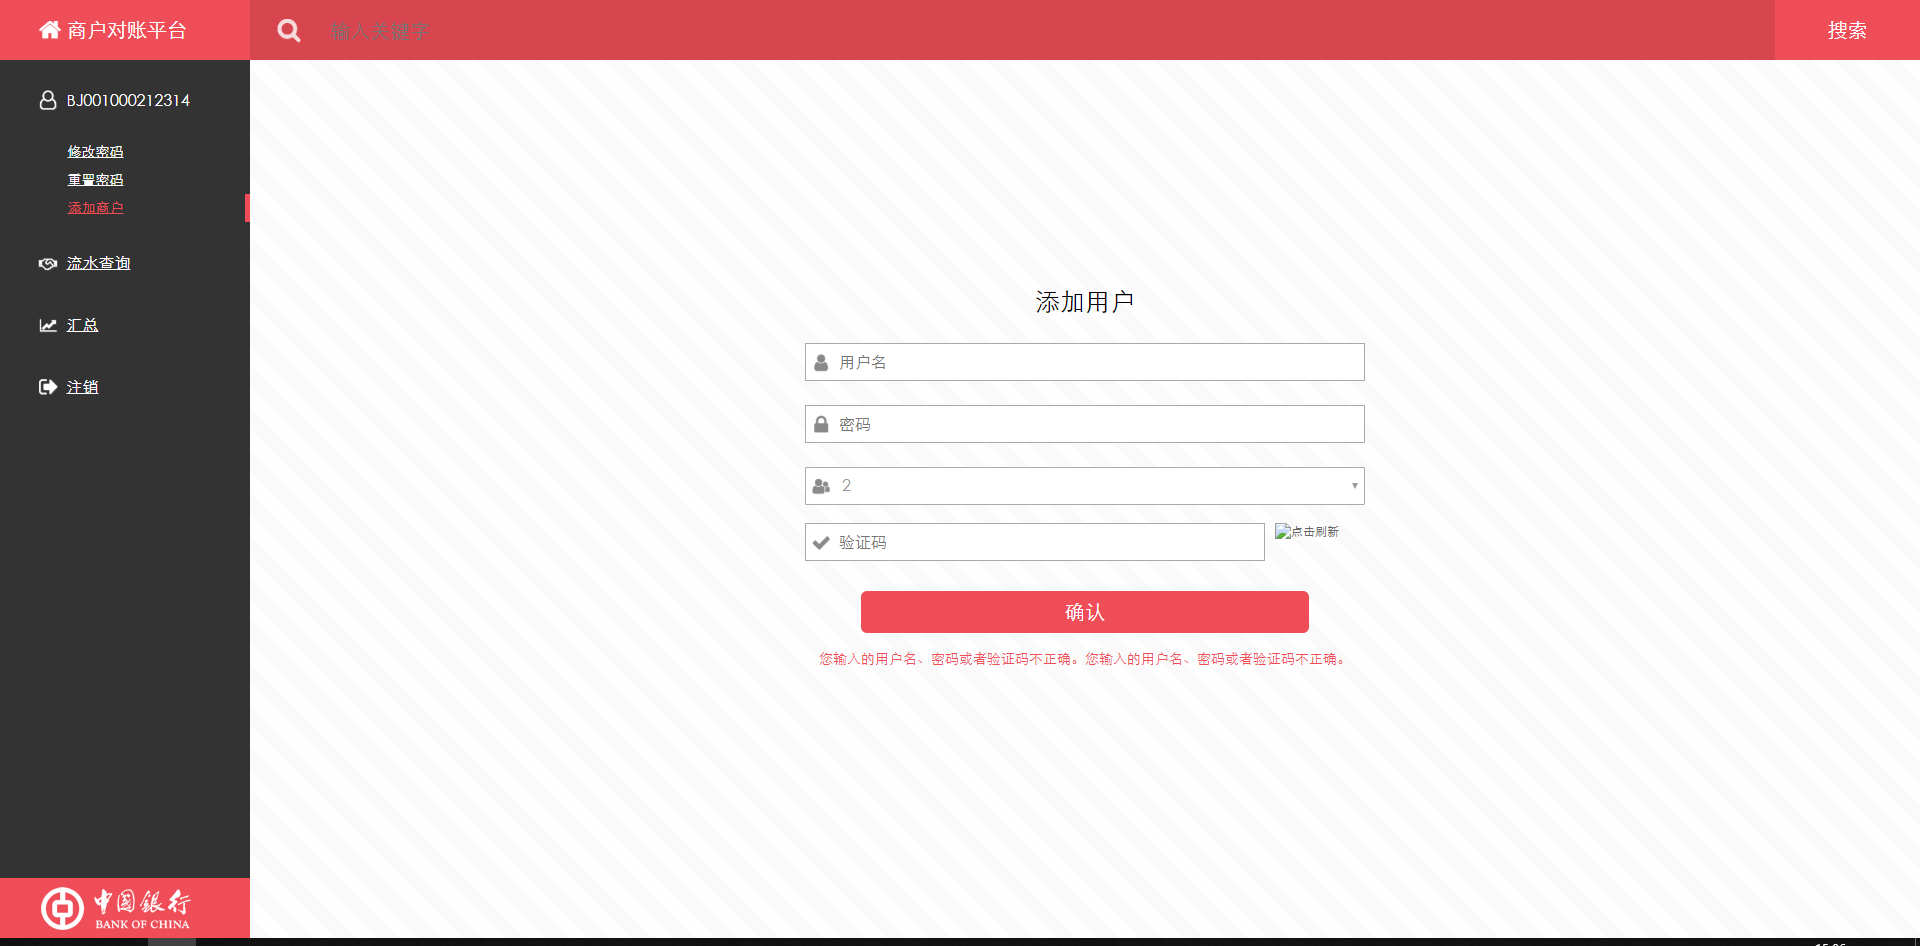 商户对账平台
输入关键字
搜索
BJ001000212314
修改密码
重置密码
添加商户
流水查询
汇总
注销
添加用户
用户名
密码
2
验证码
点击刷新
确认
您输入的用户名、密码或者验证码不正确。您输入的用户名、密码或者验证码不正确。
中国銀行
BANK OF CHINA